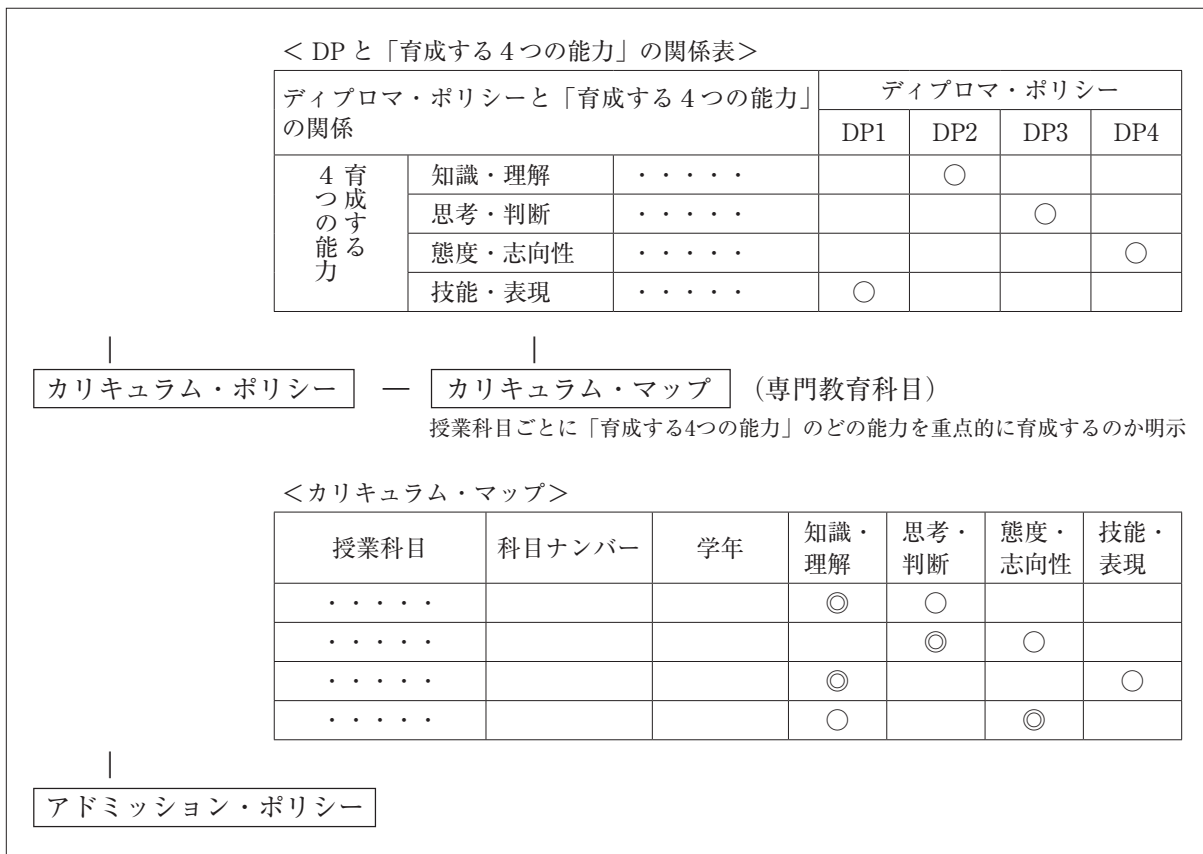 ＜ DP と「育成する４つの能力」の関係表＞
ディプロマ・ポリシーと「育成する４つの能力」
の関係
ディプロマ・ポリシー
DP1 DP2 DP3 DP4
育成する
４つの能力
知識・理解 ・・・・・ ○
思考・判断 ・・・・・ ○
態度・志向性 ・・・・・ ○
技能・表現 ・・・・・ ○
カリキュラム・ポリシー ― カリキュラム・マップ （専門教育科目）
授業科目ごとに「育成する4つの能力」のどの能力を重点的に育成するのか明示
＜カリキュラム・マップ＞
授業科目 科目ナンバー 学年 知識・理解 思考・判断 態度・志向性 技能・表現
・・・・・ ◎ ○
・・・・・ ◎ ○
・・・・・ ◎ ○
・・・・・ ○ ◎
アドミッション・ポリシー